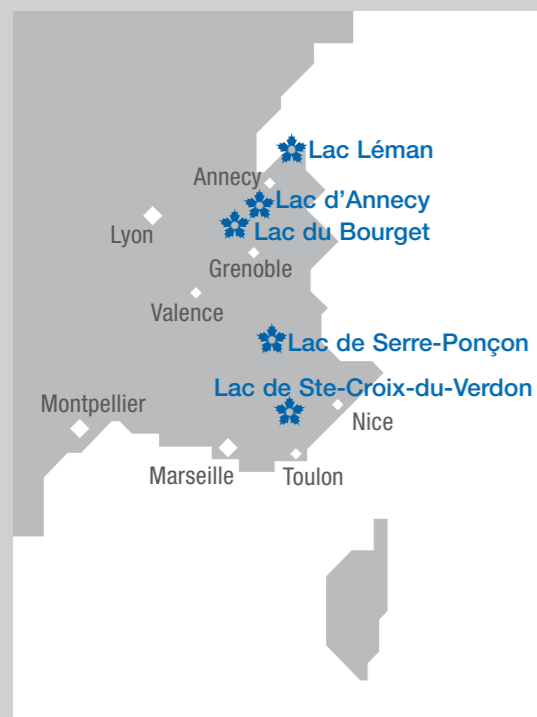 Lac Léman
Annecy
Lac d'Annecy
Lyon
Lac du Bourget
Grenoble
Valence
Lac de Serre-Ponçon
Lac de Ste-Croix-du-Verdon
Montpellier
Nice
Marseille
Toulon